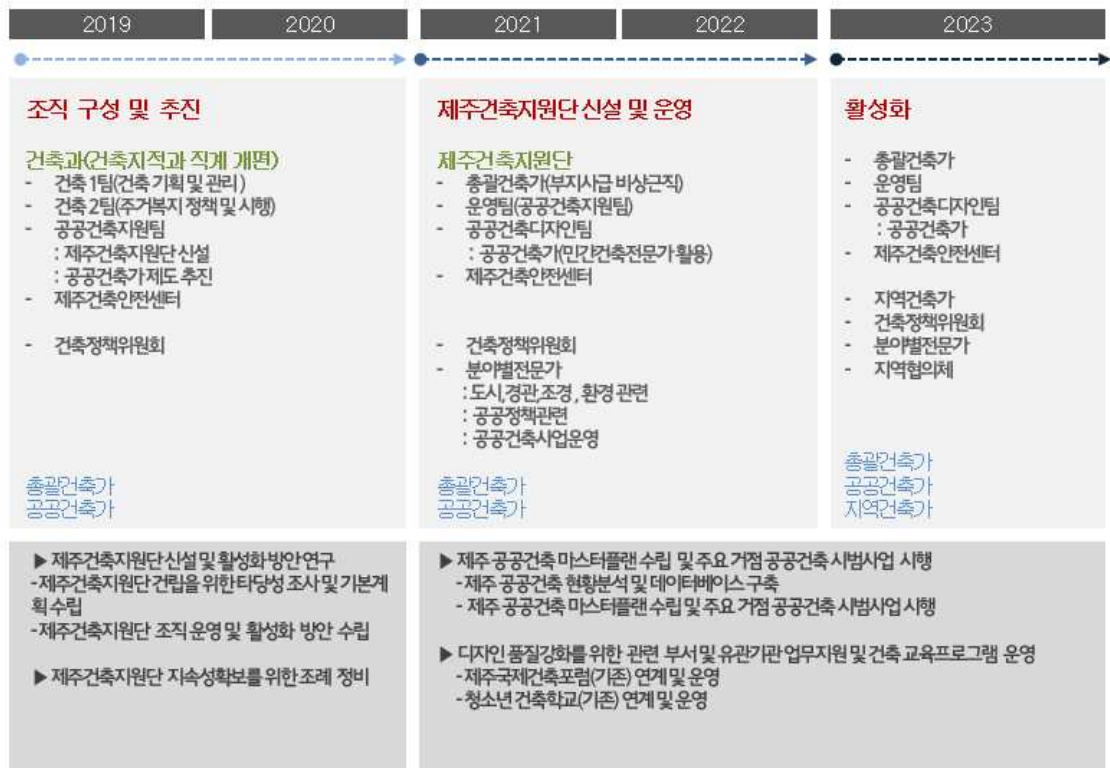 2019
2020
2021
2022
2023
조직 구성 및 추진
건축과(건축지적과 직계 개편)
- 건축 1팀(건축 기획 및 관리)
- 건축 2팀(주거복지 정책 및 시행)
- 공공건축지원팀
: 제주건축지원단 신설
: 공공건축가 제도 추진
- 제주건축안전센터
- 건축정책위원회
총괄건축가
공공건축가
제주건축지원단 신설 및 운영
제주건축지원단
- 총괄건축가(부지사급 비상근직)
- 운영팀(공공건축지원팀)
- 공공건축디자인팀
: 공공건축가(민간건축전문가 활용)
- 제주건축안전센터
- 건축정책위원회
- 분야별전문가
: 도시,경관,조경, 환경 관련
: 공공정책관련
: 공공건축사업운영
총괄건축가
공공건축가
활성화
- 총괄건축가
- 운영팀
- 공공건축디자인팀
: 공공건축가
- 제주건축안전센터
- 지역건축가
- 건축정책위원회
- 분야별전문가
- 지역협의체
총괄건축가
공공건축가
지역건축가
▶ 제주건축지원단 신설 및 활성화 방안 연구
-제주건축지원단 건립을 위한 타당성 조사 및 기본계
획 수립
-제주건축지원단 조직 운영 및 활성화 방안 수립
▶ 제주건축지원단 지속성확보를 위한 조례 정비
▶ 제주 공공건축 마스터플랜 수립 및 주요 거점 공공건축 시범사업 시행
- 제주 공공건축 현황분석 및 데이터베이스 구축
- 제주 공공건축 마스터플랜 수립 및 주요 거점 공공건축 시범사업 시행
▶ 디자인 품질강화를 위한 관련 부서 및 유관기관 업무지원 및 건축 교육프로그램 운영
- 제주국제건축포럼(기존) 연계 및 운영
- 청소년 건축학교(기존) 연계 및 운영